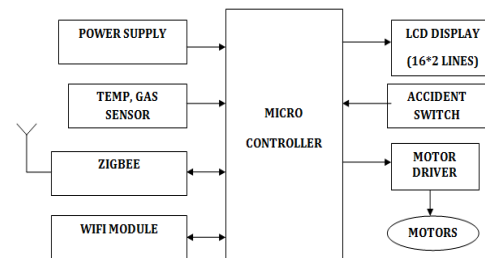 POWER SUPPLY
TEMP, GAS
SENSOR
ZIGBEE
WIFI MODULE
MICRO
CONTROLLER
LCD DISPLAY
(16*2 LINES)
ACCIDENT
SWITCH
MOTOR
DRIVER
MOTORS